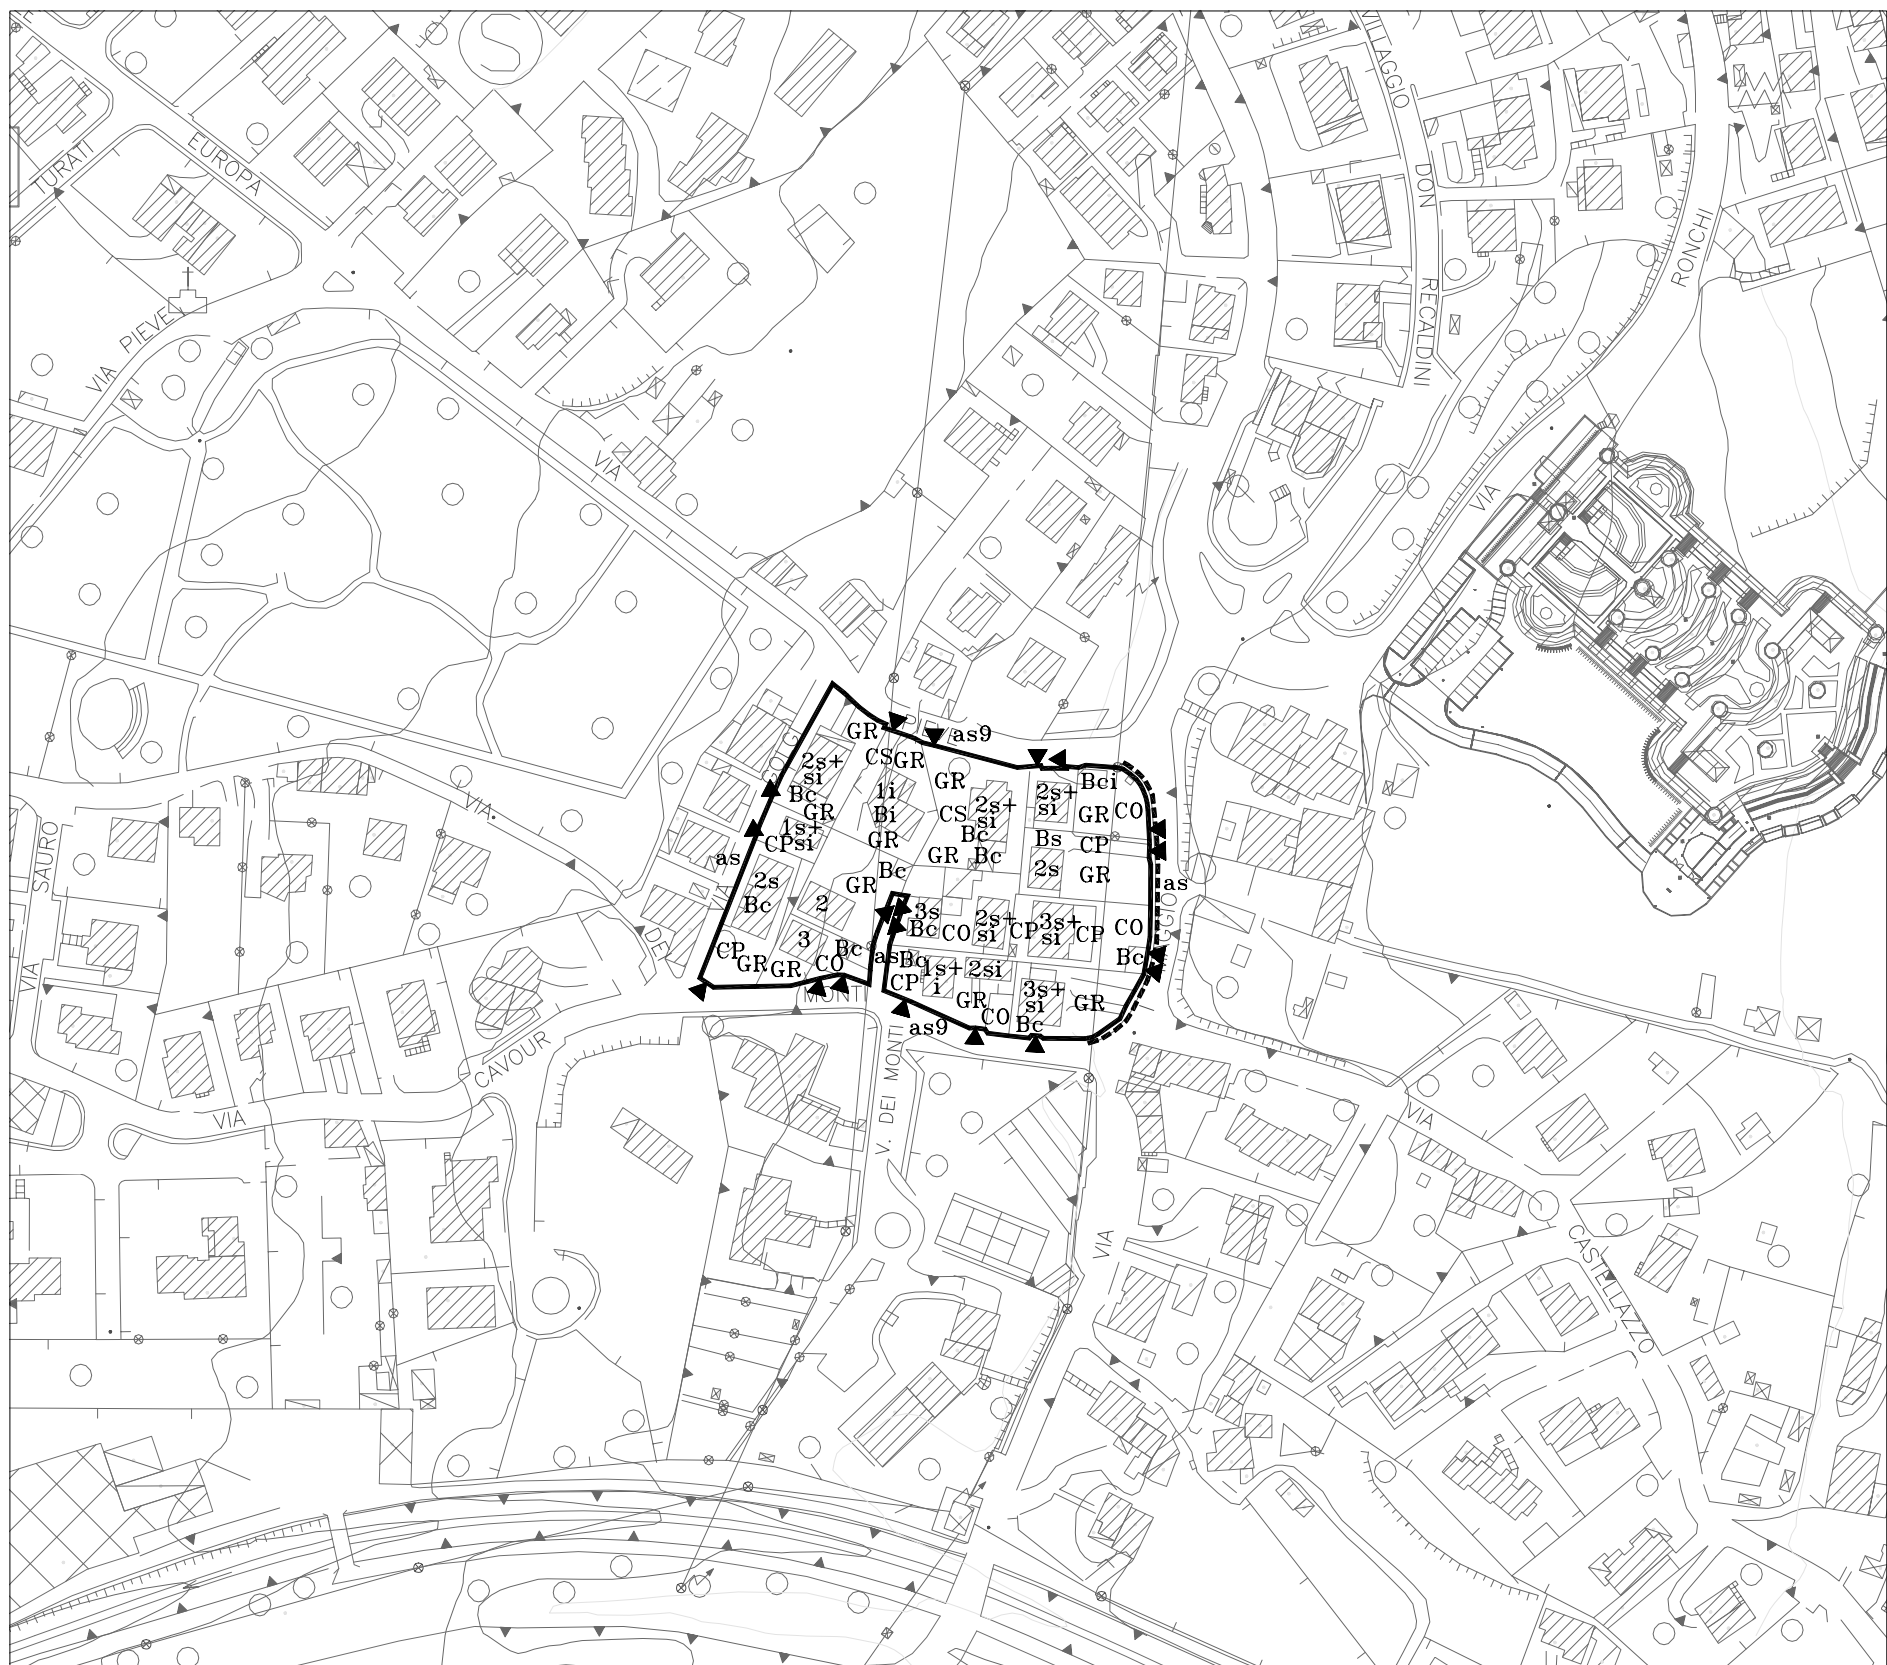 VILLAGGIO
DON
RECALDINI
TURATI
EUROPA
RONCHI
VIA
PIEVE
VIA
VIA
GR
as9
CS
GR
2s+
si
GR
Bci
Bc
1i
2s+
si
2s+
si
GR
Bi
CS
GR
CO
1s+
si
Bc
CP
GR
Bs
CP
as
GR
Bc
2s
Bc
GR
2s
GR
as
Bc
2
3s
Bc
CO
2s+
si
CP
3s+
si
CP
CO
3
CP
GR
GR
CO
Bc
as
Bc
CP
1s+
i
2si
Bc
GR
CO
3s+
si
GR
Bc
as9
MONTI
VIA
VIA
SAURO
DEI
CAVOUR
VIA
V. DEI MONTI
VIA
VIA
CASTELLAZZO